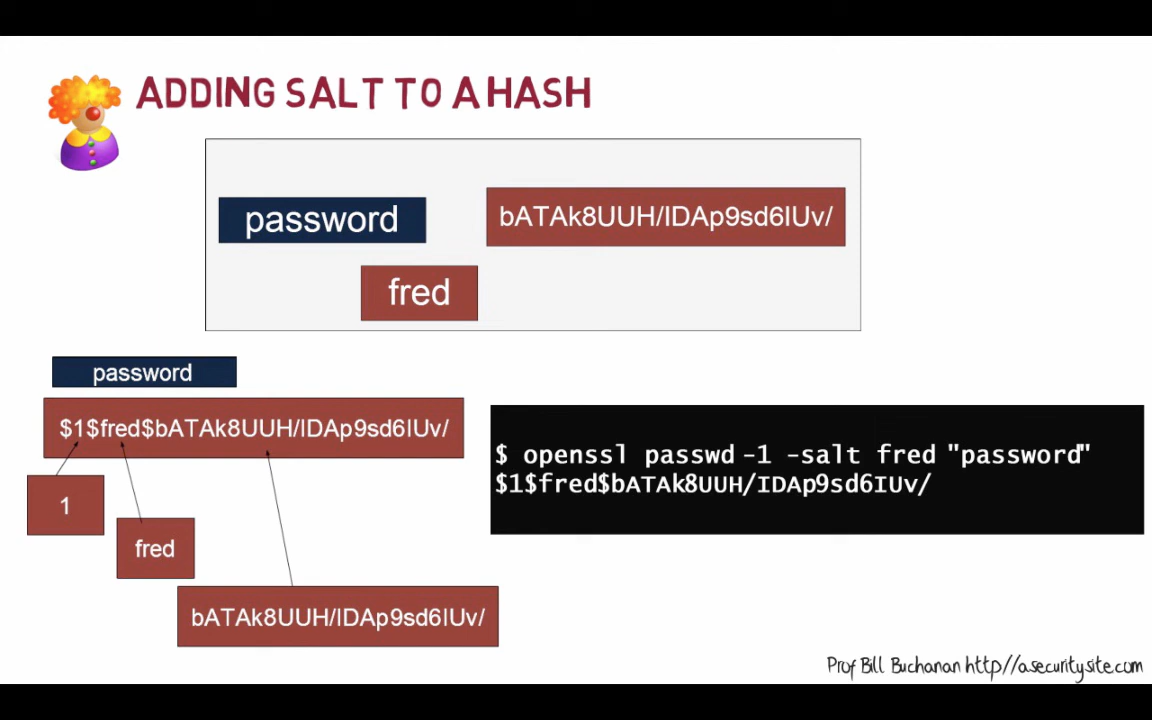 ADDING SALT TO A HASH
password
bATAk8UUH/IDAp9sd6IUv/
fred
password
$1$fred$bATAk8UUH/IDAp9sd6IUv/
1
fred
bATAk8UUH/IDAp9sd6IUv/
$ openssl passwd -1 -salt fred "password"
$1$fred$bATAk8UUH/IDAp9sd6IUv/
Prof Bill Buchanan http//asecuritysite.com